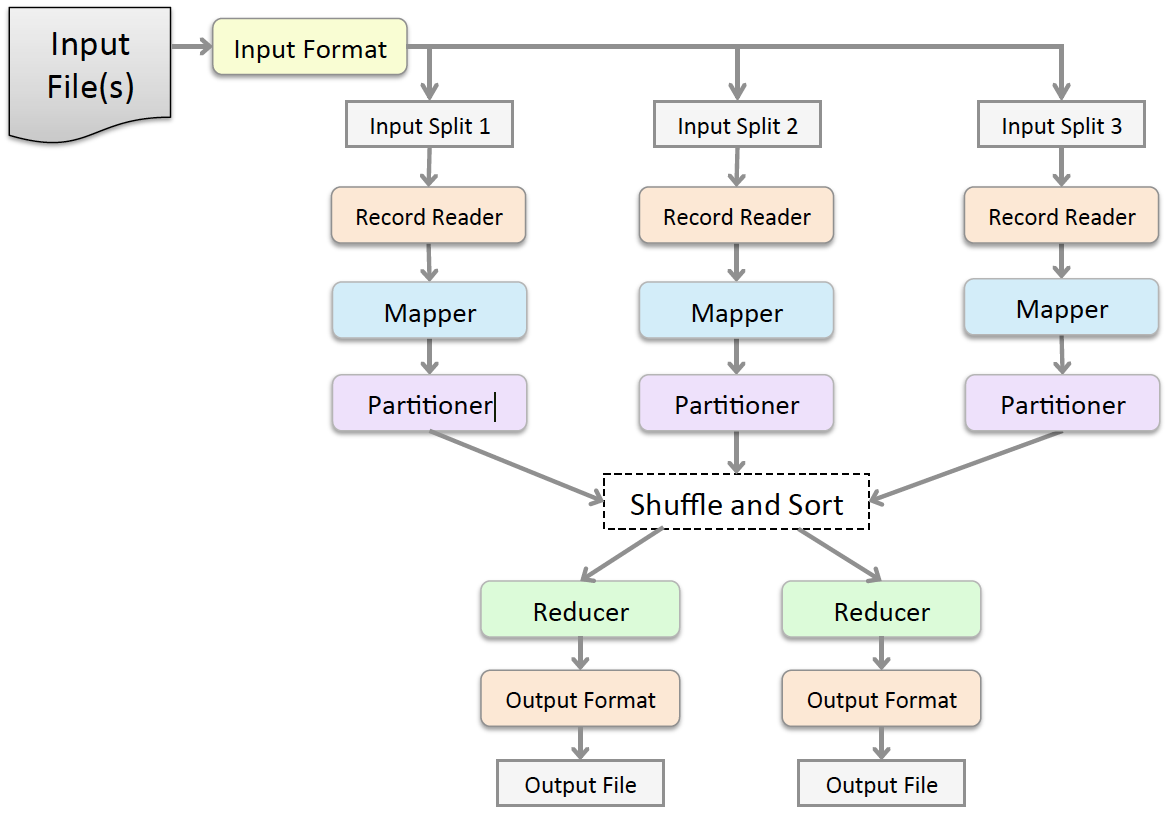 Input
File(s)
Input Format
Input Split 1
Input Split 2
Input Split 3
Record Reader
Record Reader
Record Reader
Mapper
Mapper
Mapper
Partitioner
Partitioner
Partitioner
Shuffle and Sort
Reducer
Reducer
Output Format
Output Format
Output File
Output File